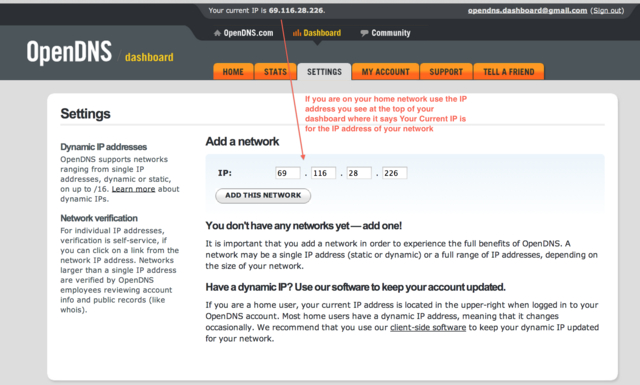 Your current IP is 69.116.28.226.
opendns.dashboard@gmail.com (Sign out)
OpenDNS.com
Dashboard
Community
OpenDNS / dashboard
HOME
STATS
SETTINGS
MY ACCOUNT
SUPPORT
TELL A FRIEND
If you are on your home network use the IP
address you see at the top of your
dashboard where it says Your Current IP is
for the IP address of your network
Settings
Dynamic IP addresses
OpenDNS supports networks
ranging from single IP
addresses, dynamic or static,
on up to /16. Learn more about
dynamic IPs.
Network verification
For individual IP addresses,
verification is self-service, if
you can click on a link from the
network IP address. Networks
larger than a single IP address
are verified by OpenDNS
employees reviewing account
info and public records (like
whois).
Add a network
IP: 69 . 116 . 28 . 226
ADD THIS NETWORK
You don't have any networks yet — add one!
It is important that you add a network in order to experience the full benefits of OpenDNS. A
network may be a single IP address (static or dynamic) or a full range of IP addresses, depending on
the size of your network.
Have a dynamic IP? Use our software to keep your account updated.
If you are a home user, your current IP address is located in the upper-right when logged in to your
OpenDNS account. Most home users have a dynamic IP address, meaning that it changes
occasionally. We recommend that you use our client-side software to keep your dynamic IP updated
for your network.